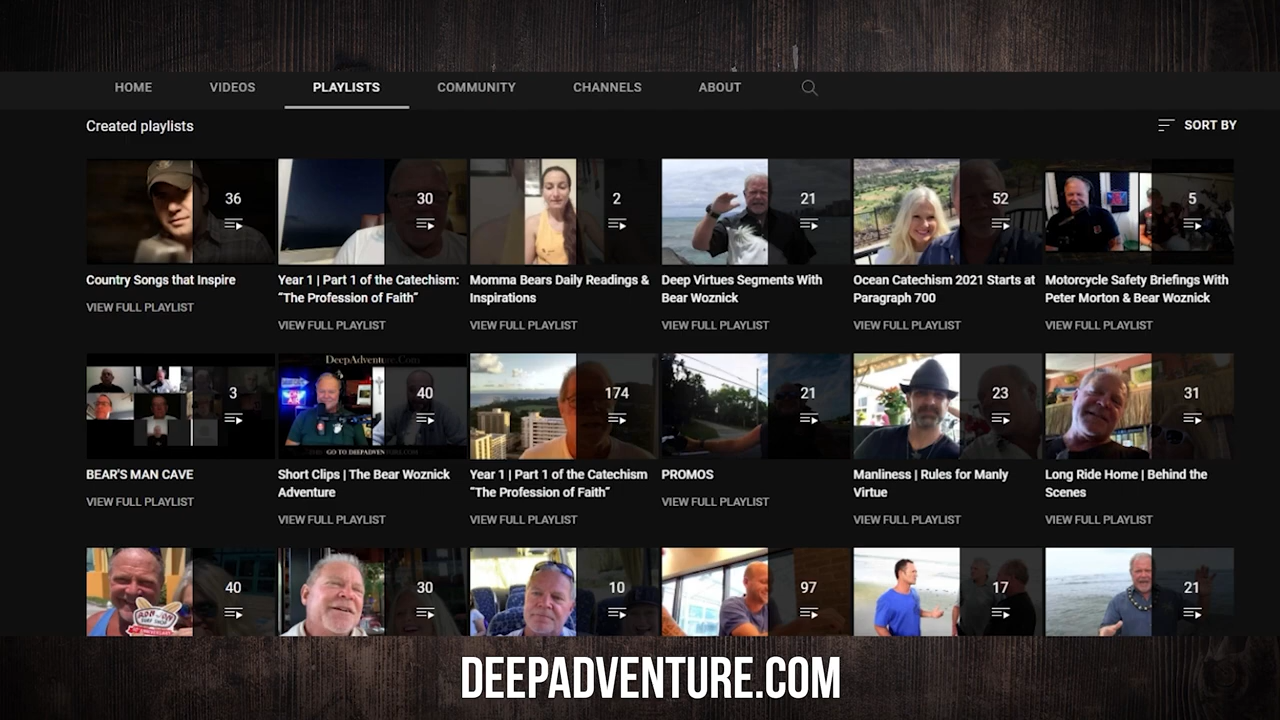 HOME VIDEOS PLAYLISTS COMMUNITY CHANNELS ABOUT
Created playlists
SORT BY
36
30
2
21
52
5
Country Songs that Inspire
VIEW FULL PLAYLIST
Year 1 | Part 1 of the Catechism:
“The Profession of Faith”
VIEW FULL PLAYLIST
Momma Bears Daily Readings &
Inspirations
VIEW FULL PLAYLIST
Deep Virtues Segments With
Bear Woznick
VIEW FULL PLAYLIST
Ocean Catechism 2021 Starts at
Paragraph 700
VIEW FULL PLAYLIST
Motorcycle Safety Briefings With
Peter Morton & Bear Woznick
VIEW FULL PLAYLIST
3
DeepAdventure.Com
40
GO TO DEEPADVENTURE.COM
174
21
23
31
BEAR'S MAN CAVE
VIEW FULL PLAYLIST
Short Clips | The Bear Woznick
Adventure
VIEW FULL PLAYLIST
Year 1 | Part 1 of the Catechism
“The Profession of Faith”
VIEW FULL PLAYLIST
PROMOS
VIEW FULL PLAYLIST
Manliness | Rules for Manly
Virtue
VIEW FULL PLAYLIST
Long Ride Home | Behind the
Scenes
VIEW FULL PLAYLIST
40
30
10
97
17
21
DEEPADVENTURE.COM